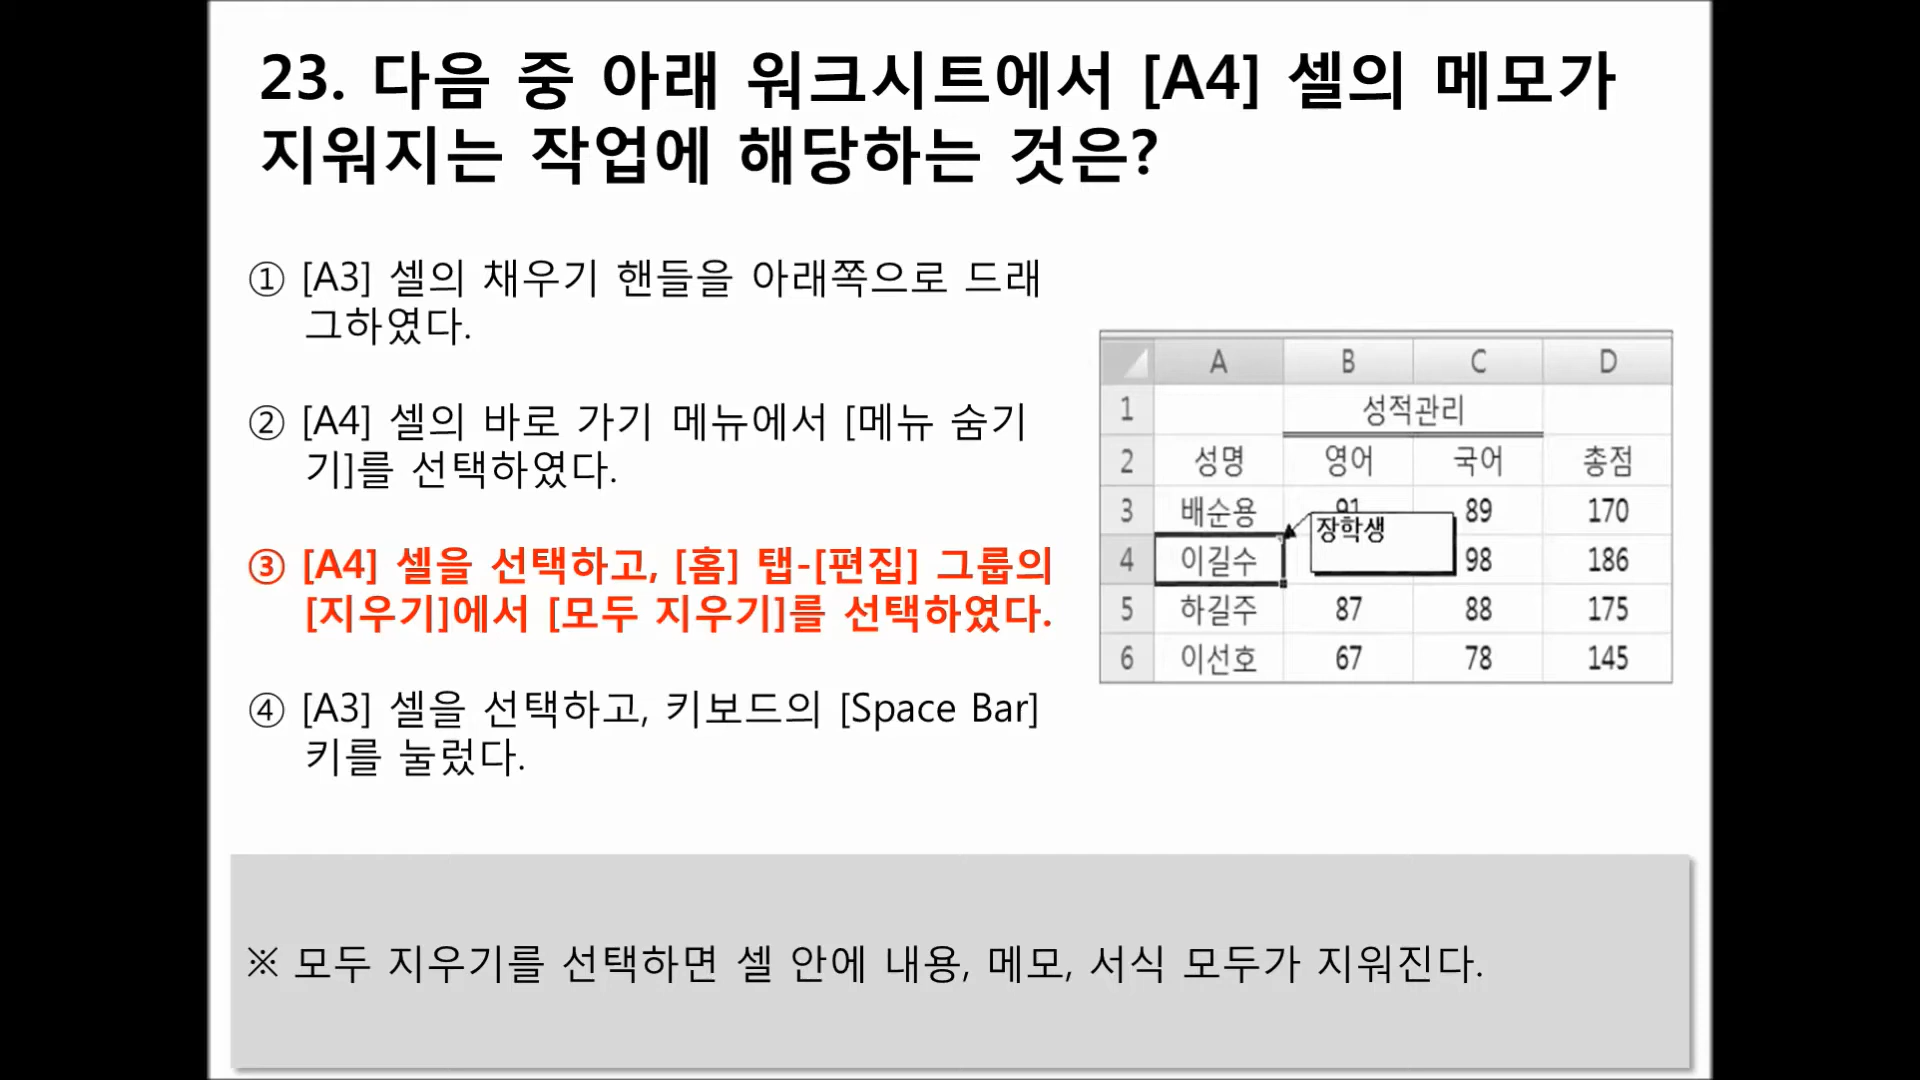 23. 다음 중 아래 워크시트에서 [A4] 셀의 메모가
지워지는 작업에 해당하는 것은?
① [A3] 셀의 채우기 핸들을 아래쪽으로 드래
그하였다.
② [A4] 셀의 바로 가기 메뉴에서 [메뉴 숨기
기]를 선택하였다.
③ [A4] 셀을 선택하고, [홈] 탭-[편집] 그룹의
[지우기]에서 [모두 지우기]를 선택하였다.
④ [A3] 셀을 선택하고, 키보드의 [Space Bar]
키를 눌렀다.
A B C D
1 성적관리
2 성명 영어 국어 총점
3 배순용 91 89 170
장학생
4 이길수 98 186
5 하길주 87 88 175
6 이선호 67 78 145
※ 모두 지우기를 선택하면 셀 안에 내용, 메모, 서식 모두가 지워진다.